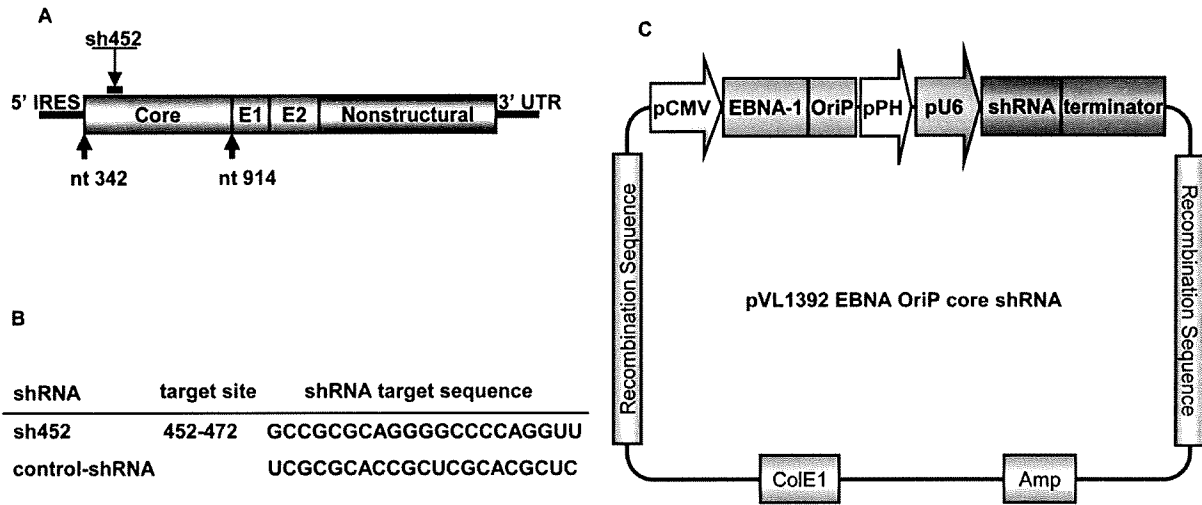 A
sh452
5' IRES
Core
E1
E2
Nonstructural
3' UTR
nt 342
nt 914
B
shRNA target site shRNA target sequence
sh452 452-472 GCCGCGCAGGGGCCCCAGGUU
control-shRNA UCGCGCACCGCUCGCACGCUC
C
pCMV
EBNA-1
OriP
pPH
pU6
shRNA
terminator
Recombination Sequence
Recombination Sequence
pVL1392 EBNA OriP core shRNA
ColE1
Amp